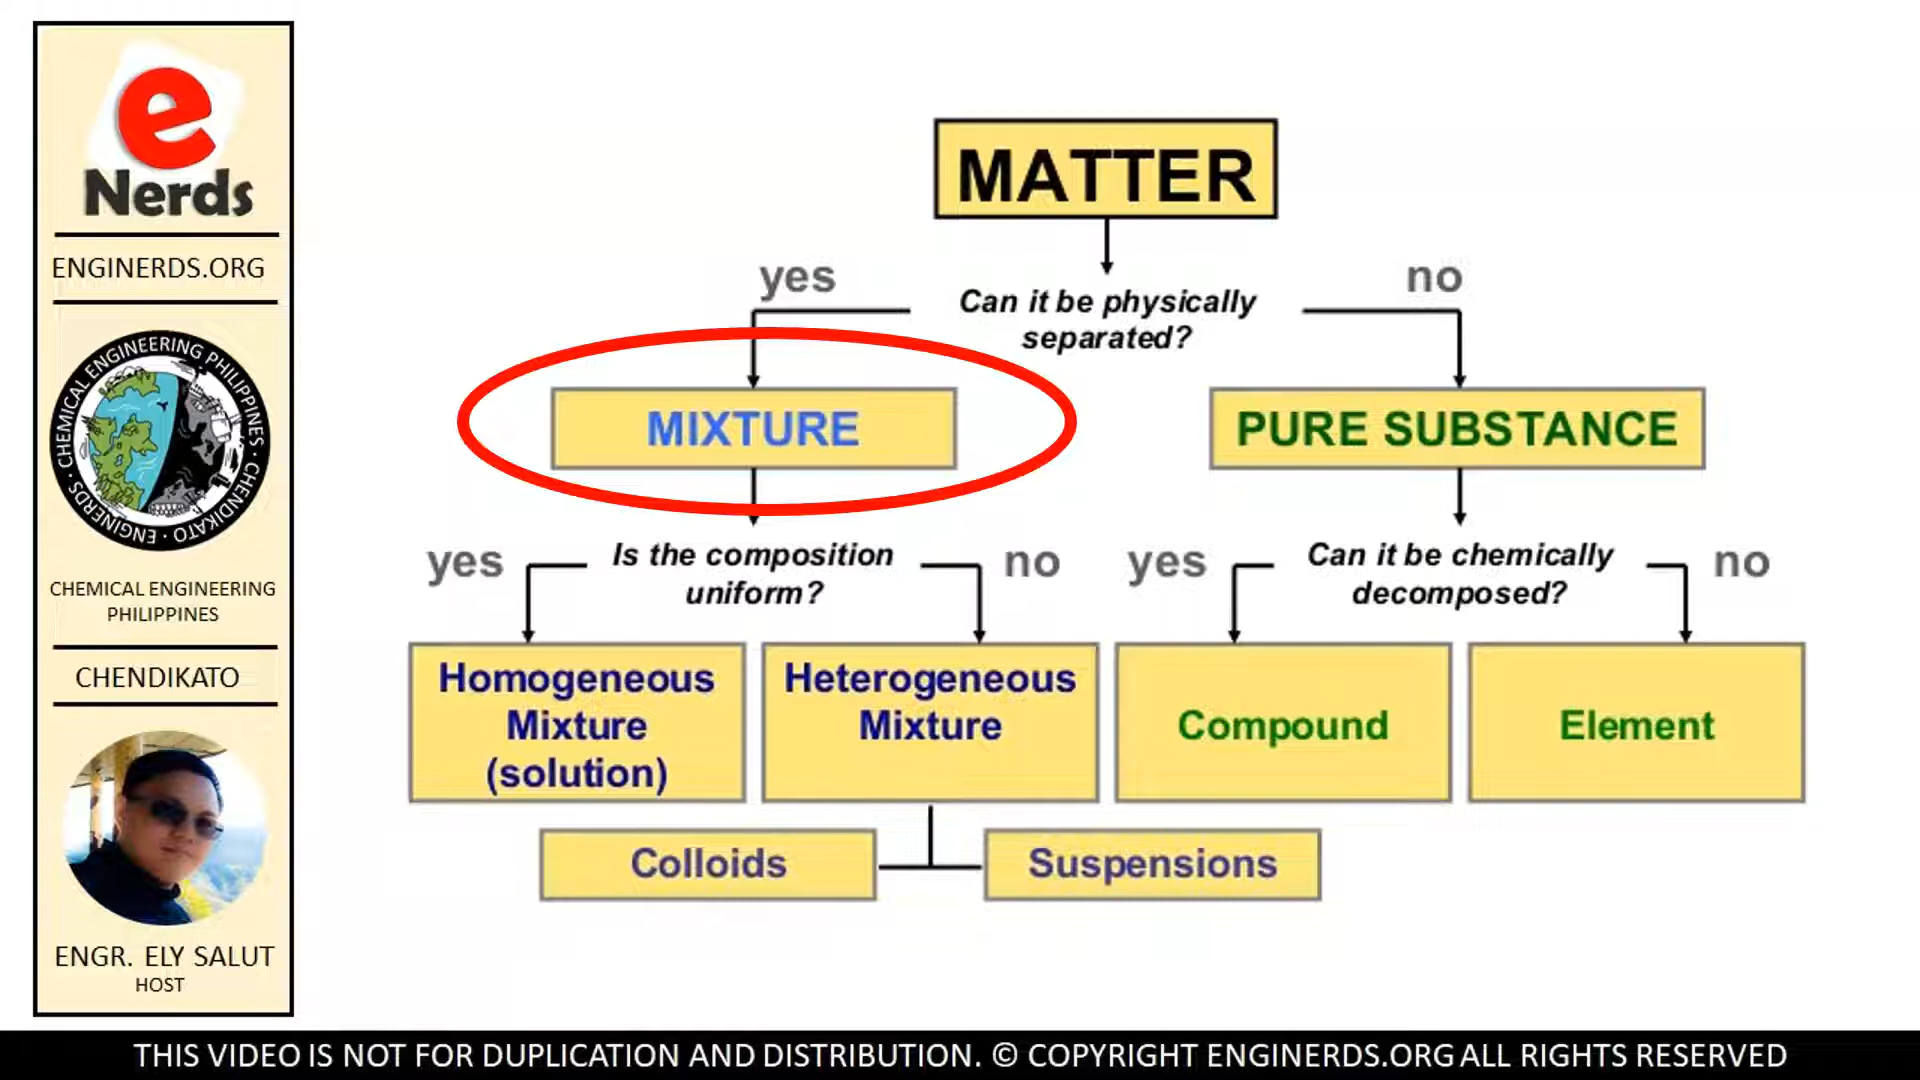 e
Nerds
ENGINERDS.ORG
CHEMICAL ENGINEERING PHILIPPINES · CHENDIKATO · ENGINERDS ·
CHEMICAL ENGINEERING
PHILIPPINES
CHENDIKATO
ENGR. ELY SALUT
HOST
MATTER
yes
no
Can it be physically
separated?
MIXTURE
PURE SUBSTANCE
yes
Is the composition
uniform?
no
yes
Can it be chemically
decomposed?
no
Homogeneous
Mixture
(solution)
Heterogeneous
Mixture
Compound
Element
Colloids
Suspensions
THIS VIDEO IS NOT FOR DUPLICATION AND DISTRIBUTION. © COPYRIGHT ENGINERDS.ORG ALL RIGHTS RESERVED